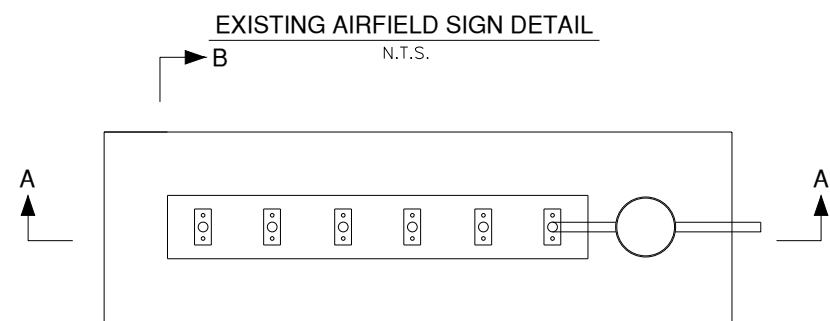 EXISTING AIRFIELD SIGN DETAIL
N.T.S.
B
A A